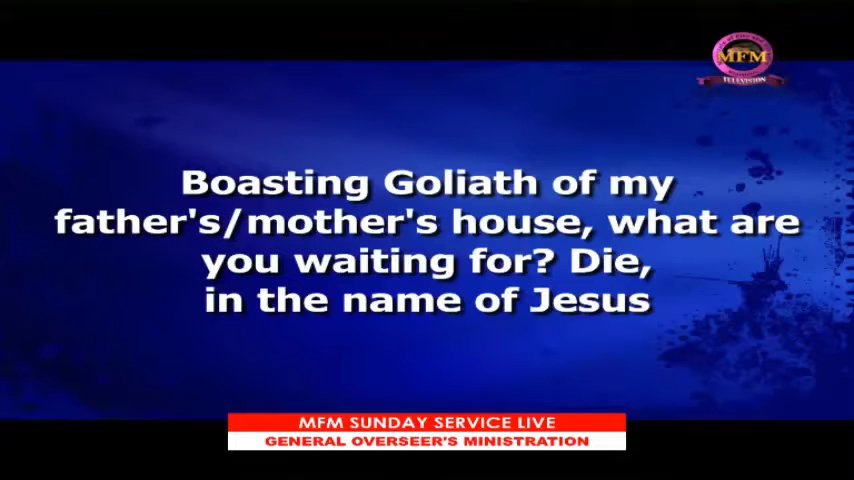 MFM
TELEVISION
Boasting Goliath of my
father's/mother's house, what are
you waiting for? Die,
in the name of Jesus
MFM SUNDAY SERVICE LIVE
GENERAL OVERSEER'S MINISTRATION